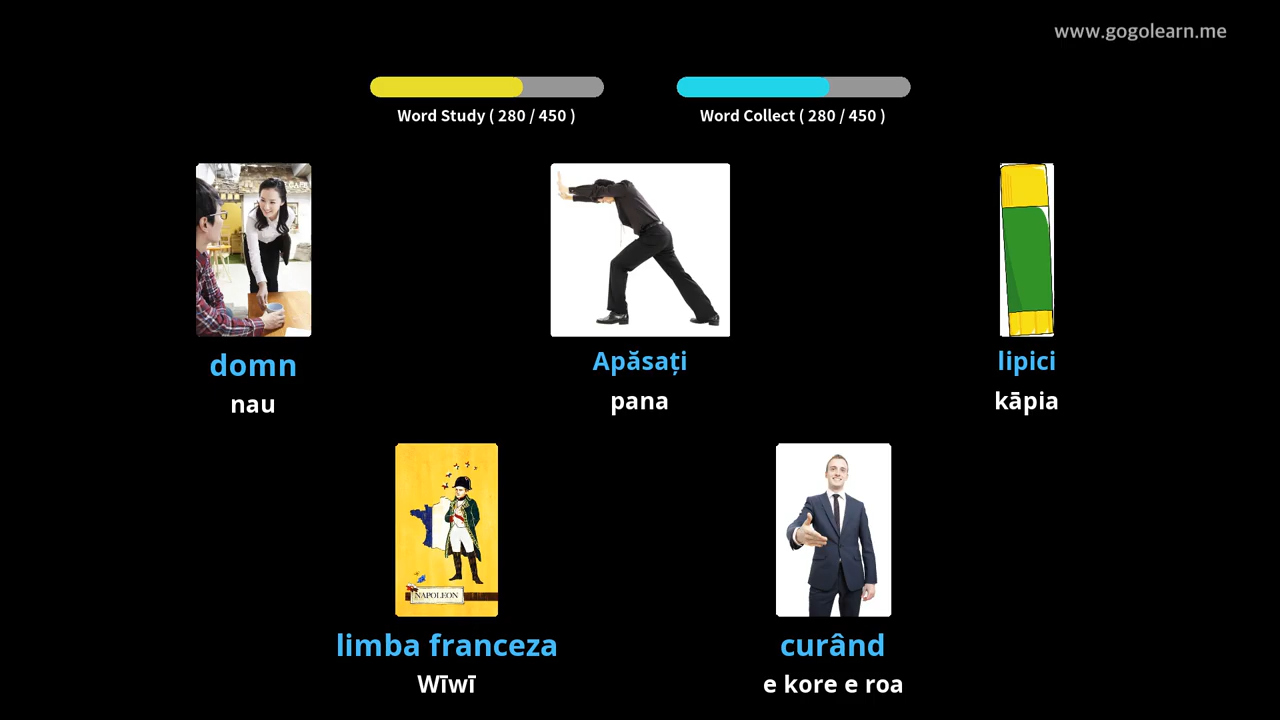 www.gogolearn.me
Word Study ( 280 / 450 )
Word Collect ( 280 / 450 )
domn
nau
Apăsați
pana
lipici
kāpia
NAPOLEON
limba franceza
Wīwī
curând
e kore e roa